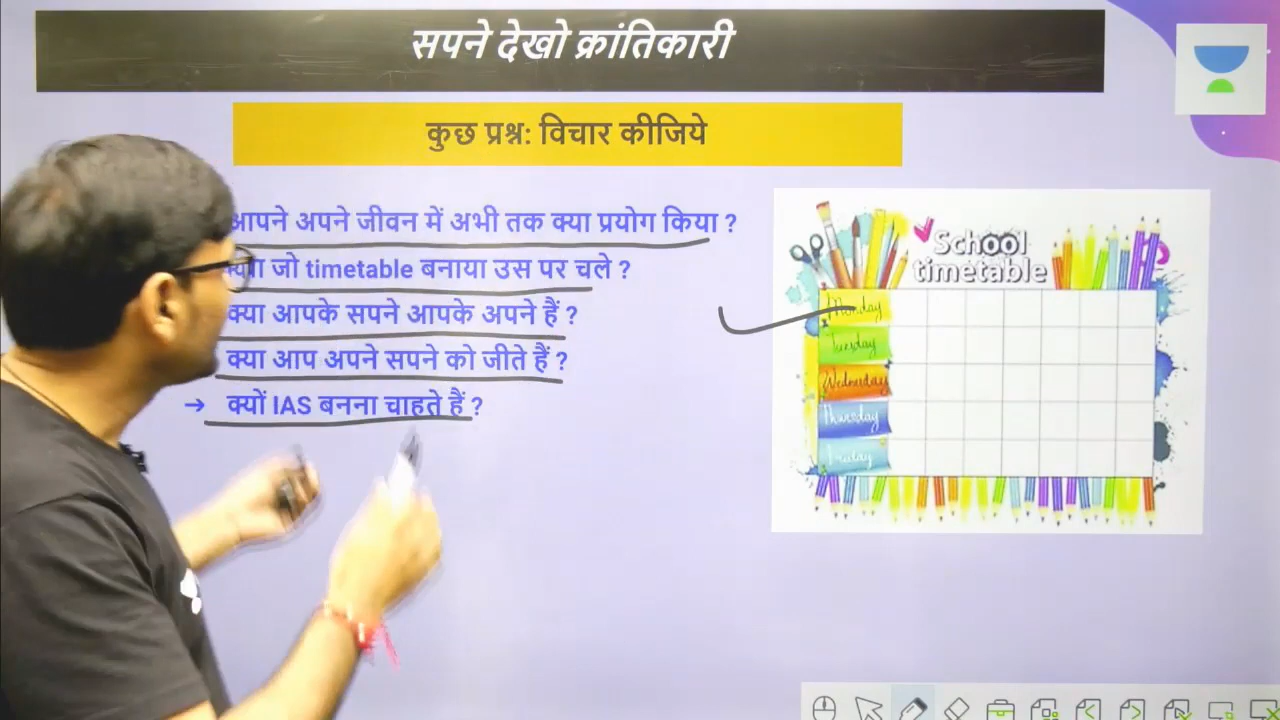 सपने देखो क्रांतिकारी
कुछ प्रश्न: विचार कीजिये
आपने अपने जीवन में अभी तक क्या प्रयोग किया ?
जो timetable बनाया उस पर चले ?
क्या आपके सपने आपके अपने हैं ?
क्या आप अपने सपने को जीते हैं ?
→ क्यों IAS बनना चाहते हैं ?
School
timetable
Monday
Tuesday
Wednesday
Thursday
Friday